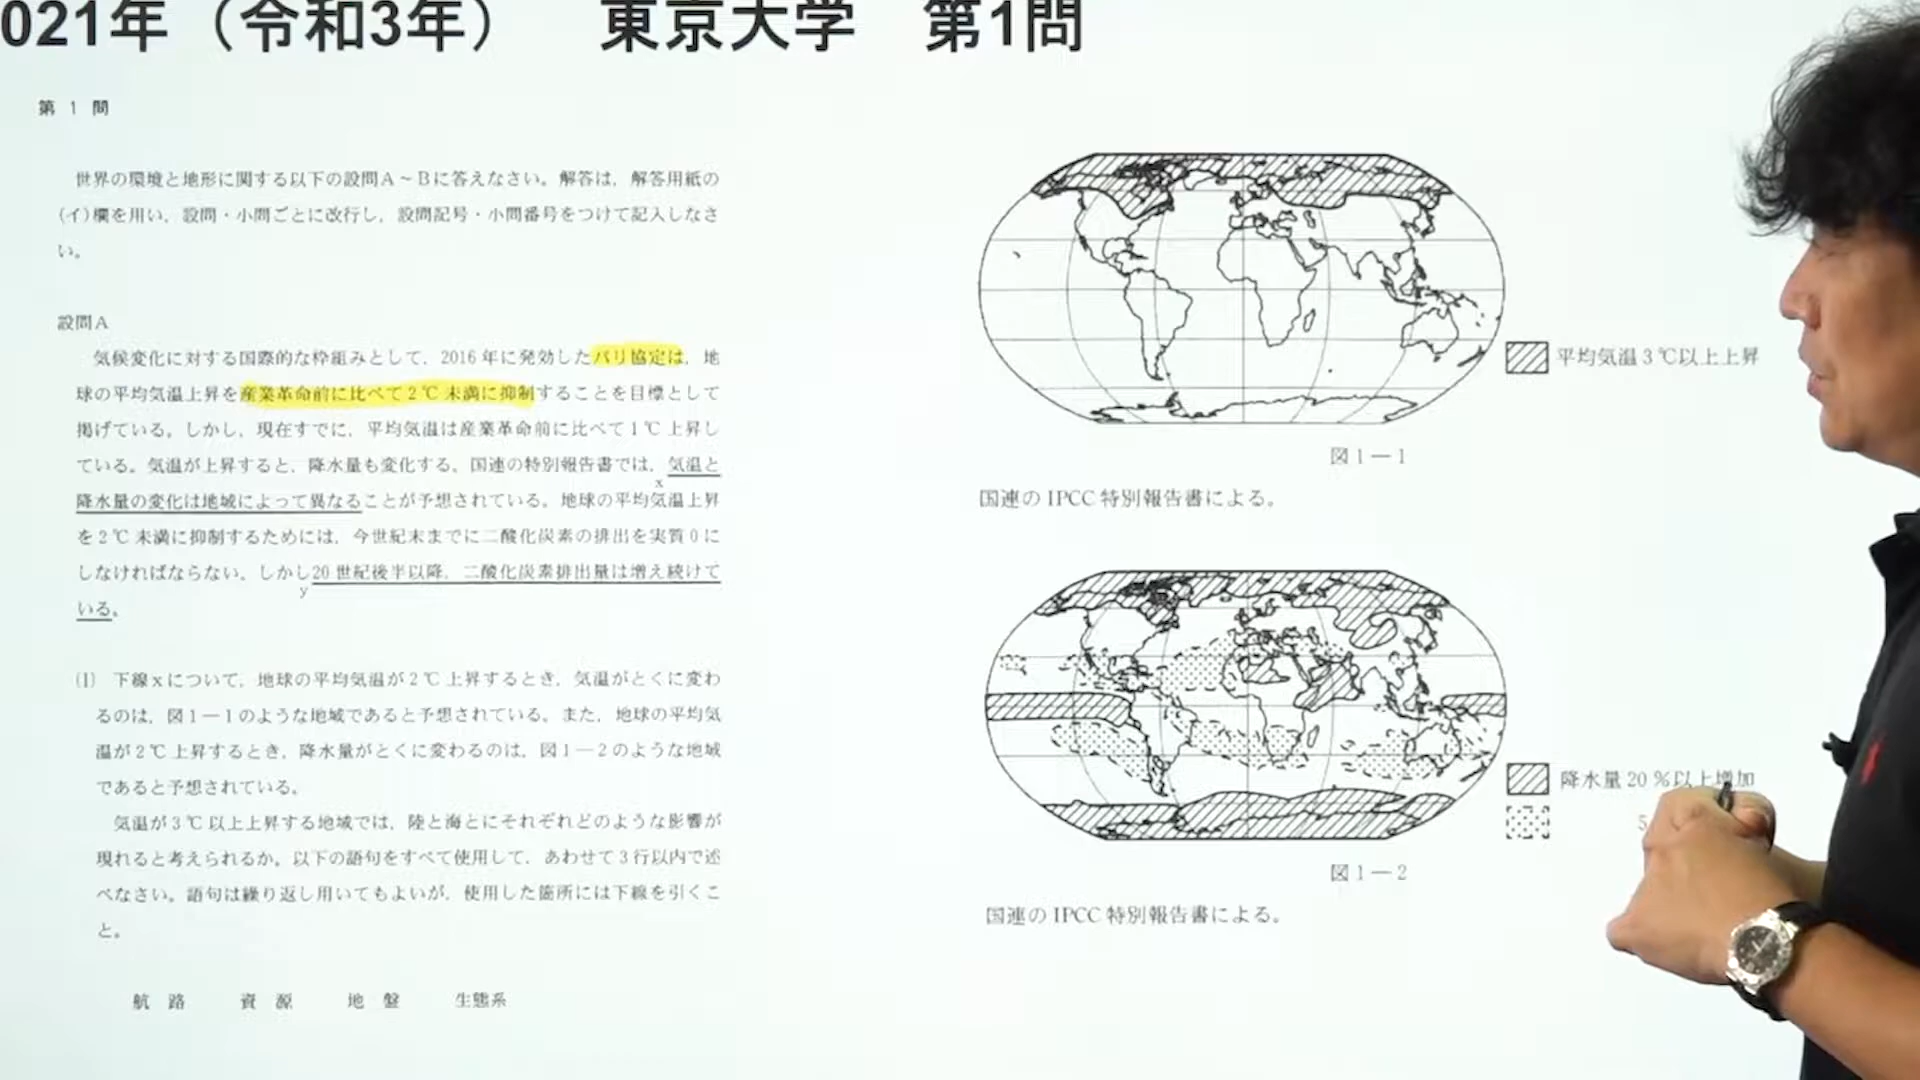 021年（令和3年）　東京大学　第1問
第 1 問
世界の環境と地形に関する以下の設問A～Bに答えなさい。解答は，解答用紙の
(イ)欄を用い，設問・小問ごとに改行し，設問記号・小問番号をつけて記入しなさ
い。
設問A
気候変化に対する国際的な枠組みとして，2016 年に発効したパリ協定は，地
球の平均気温上昇を産業革命前に比べて 2 ℃ 未満に抑制することを目標として
掲げている。しかし，現在すでに，平均気温は産業革命前に比べて 1 ℃ 上昇し
ている。気温が上昇すると，降水量も変化する。国連の特別報告書では，気温と
x
降水量の変化は地域によって異なることが予想されている。地球の平均気温上昇
を 2 ℃ 未満に抑制するためには，今世紀末までに二酸化炭素の排出を実質 0 に
しなければならない。しかし20 世紀後半以降，二酸化炭素排出量は増え続けて
y
いる。
(1) 下線 x について，地球の平均気温が 2 ℃ 上昇するとき，気温がとくに変わ
るのは，図 1 — 1 のような地域であると予想されている。また，地球の平均気
温が 2 ℃ 上昇するとき，降水量がとくに変わるのは，図 1 — 2 のような地域
であると予想されている。
気温が 3 ℃ 以上上昇する地域では，陸と海とにそれぞれどのような影響が
現れると考えられるか。以下の語句をすべて使用して，あわせて 3 行以内で述
べなさい。語句は繰り返し用いてもよいが，使用した箇所には下線を引くこ
と。
航 路　資 源　地 盤　生態系
平均気温 3 ℃以上上昇
図 1 — 1
国連の IPCC 特別報告書による。
降水量 20 %以上増加
5
図 1 — 2
国連の IPCC 特別報告書による。